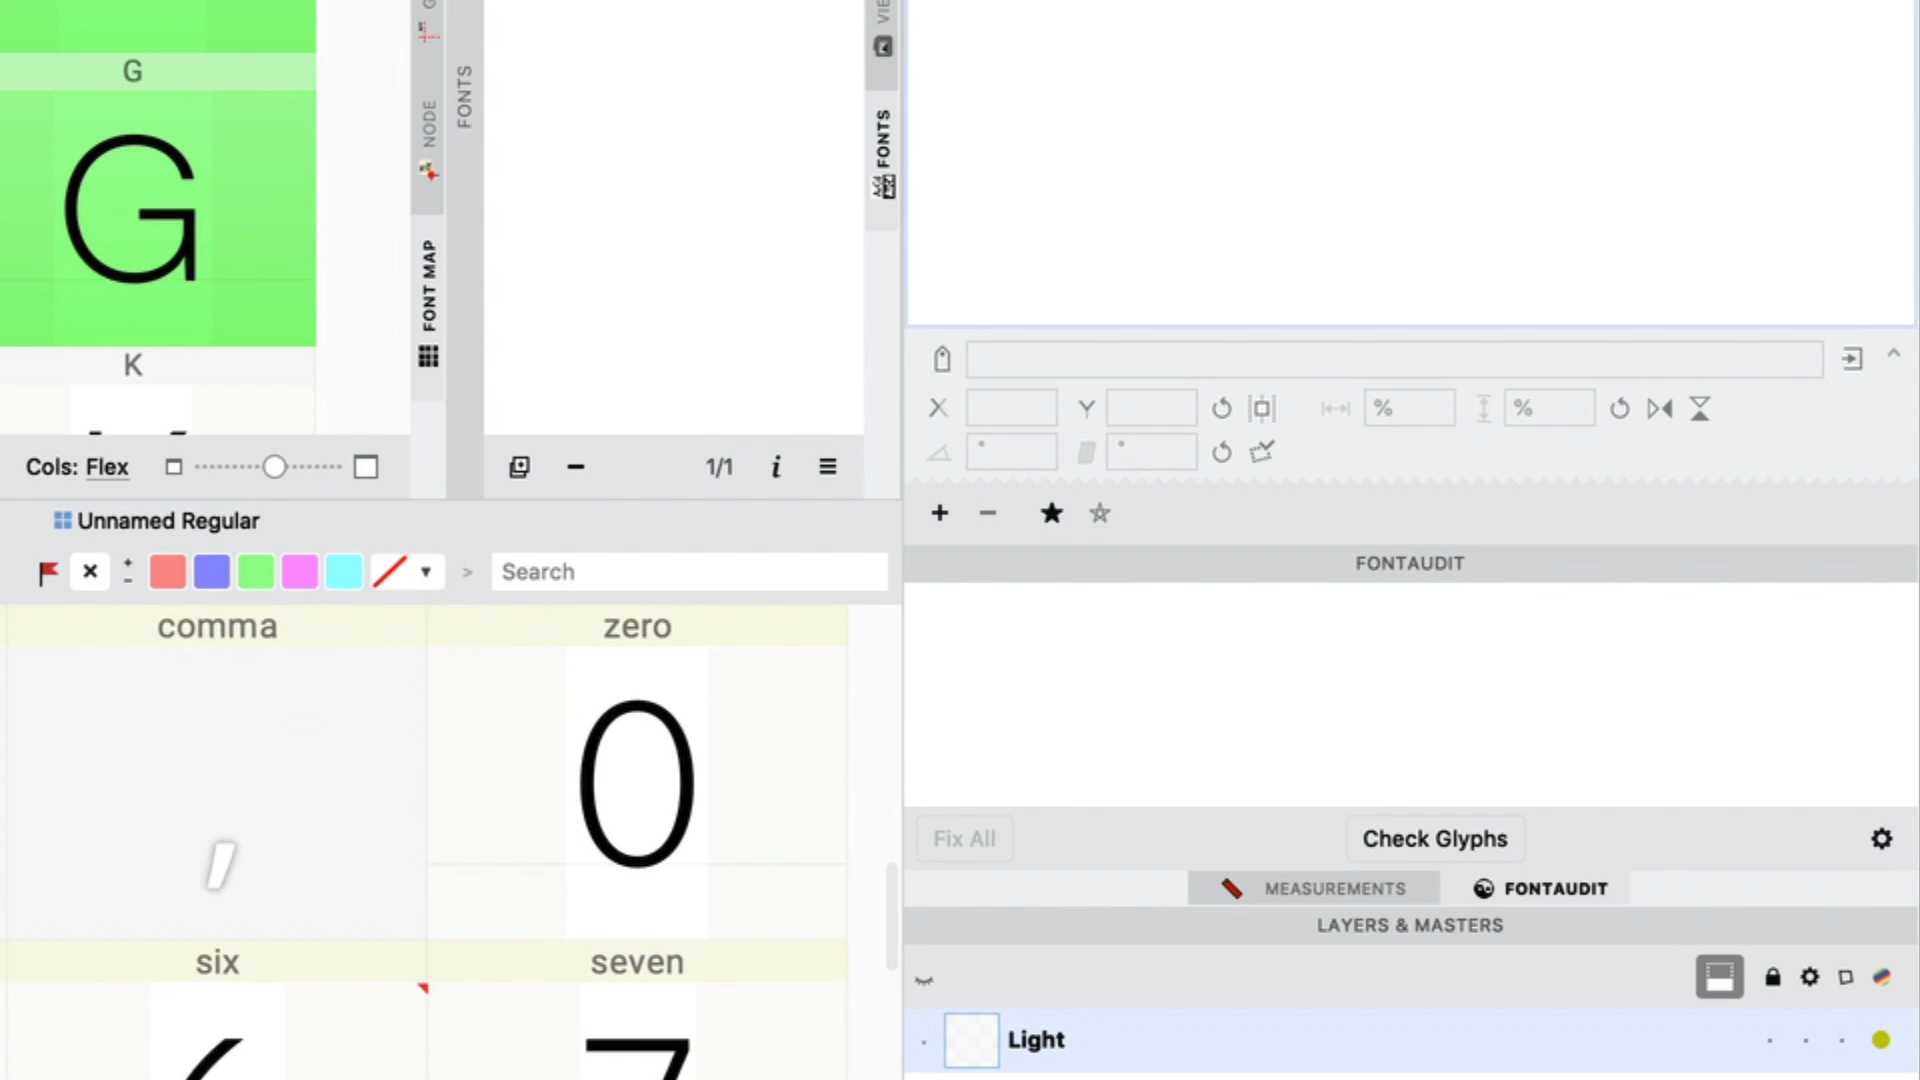 G
G
K
NODE
FONT MAP
FONTS
FONTS
Cols: Flex
1/1
i
Unnamed Regular
Search
comma
zero
,
0
six
seven
7
X
Y
%
%
°
°
FONTAUDIT
Fix All
Check Glyphs
MEASUREMENTS
FONTAUDIT
LAYERS & MASTERS
Light